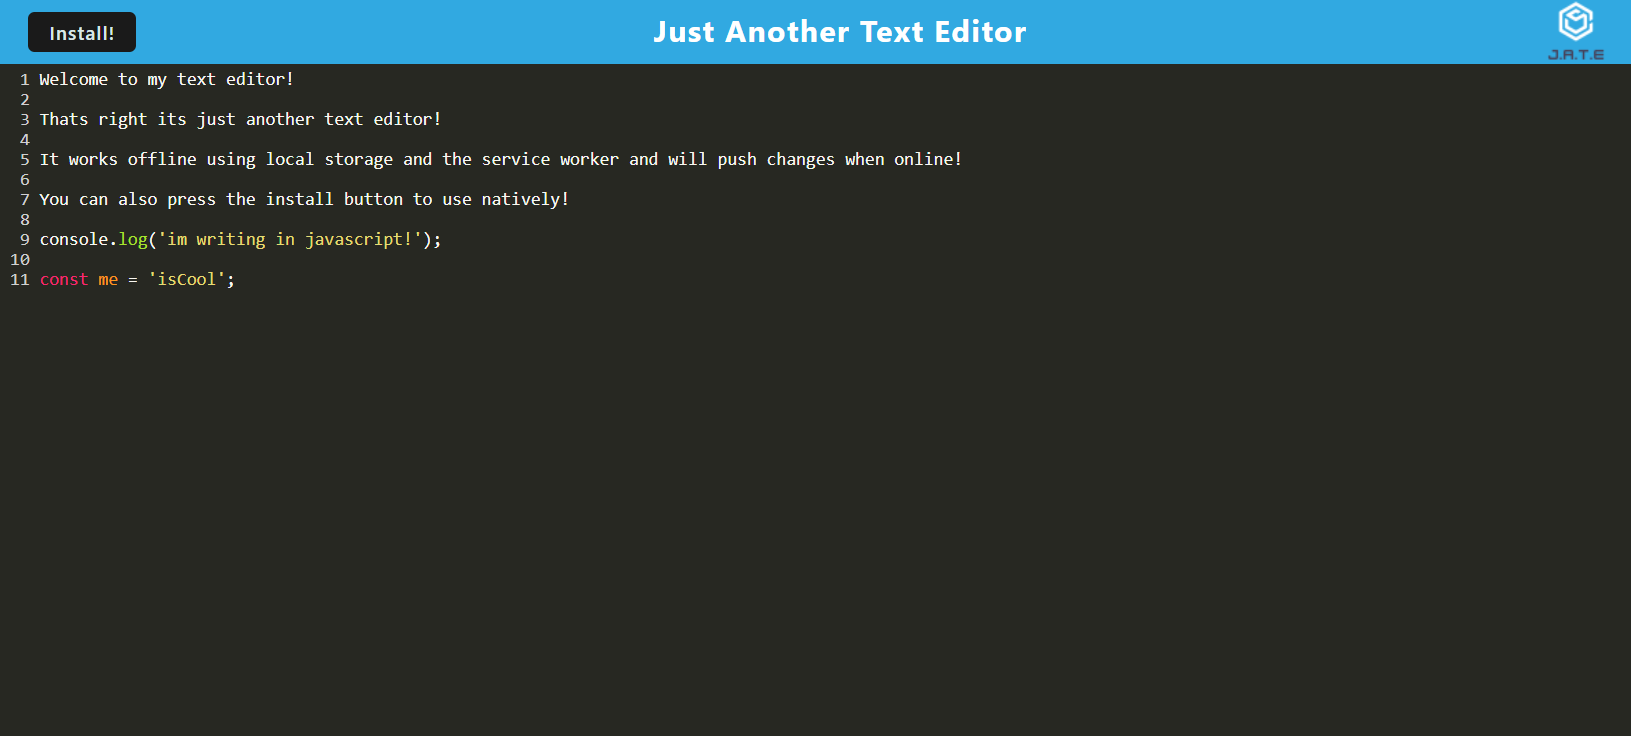 Install!
Just Another Text Editor
J.A.T.E
1 Welcome to my text editor!
2
3 Thats right its just another text editor!
4
5 It works offline using local storage and the service worker and will push changes when online!
6
7 You can also press the install button to use natively!
8
9 console.log('im writing in javascript!');
10
11 const me = 'isCool';